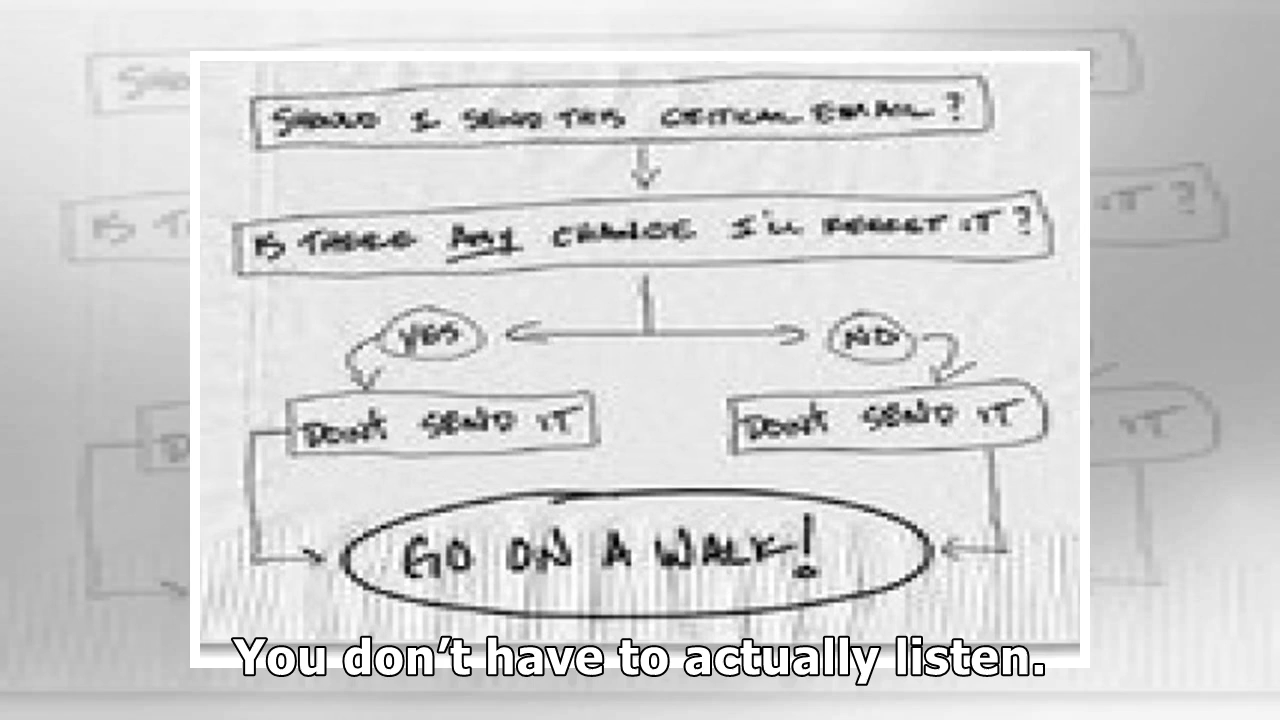 SHOULD I SEND THIS CRITICAL EMAIL?
IS THERE ANY CHANCE I'LL REGRET IT?
YES
NO
DON'T SEND IT
DON'T SEND IT
GO ON A WALK!
You don’t have to actually listen.